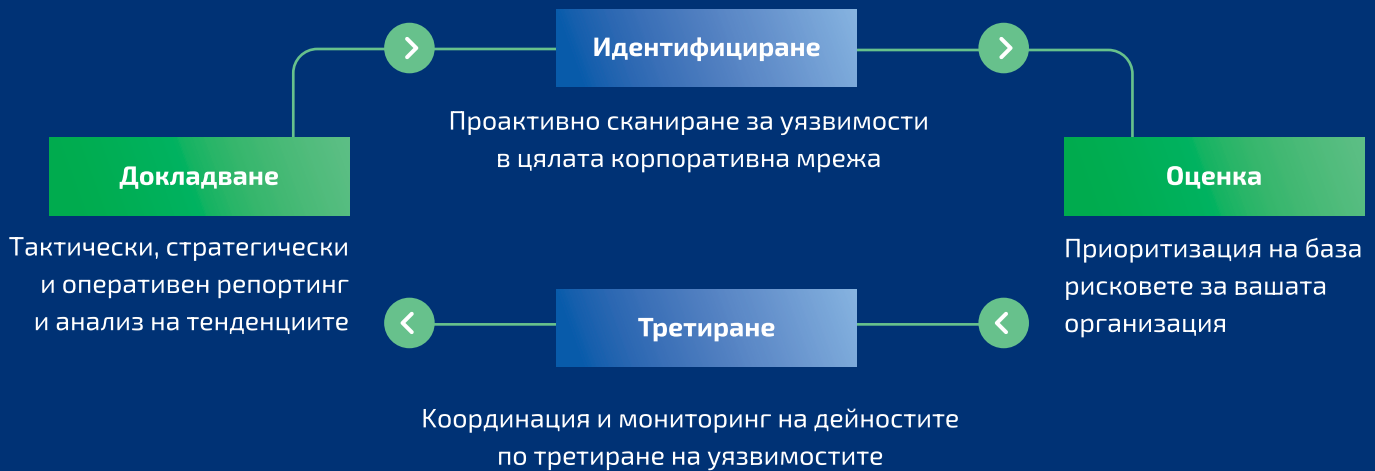 Идентифициране
Проактивно сканиране за уязвимости
в цялата корпоративна мрежа
Оценка
Приоритизация на база
рисковете за вашата
организация
Третиране
Координация и мониторинг на дейностите
по третиране на уязвимостите
Докладване
Тактически, стратегически
и оперативен репортинг
и анализ на тенденциите